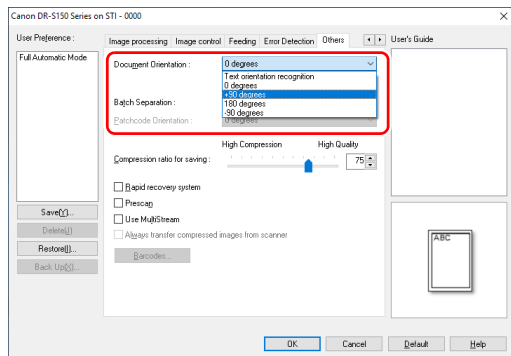 Canon DR-S150 Series on STI - 0000
User Preference :
Full Automatic Mode
Save(Y)...
Delete(J)
Restore(I)...
Back Up(X)...
Image processing Image control Feeding Error Detection Others
Document Orientation : 0 degrees
Text orientation recognition
0 degrees
+90 degrees
180 degrees
-90 degrees
Batch Separation :
Patchcode Orientation : 0 degrees
High Compression High Quality
Compression ratio for saving : 75
Rapid recovery system
Prescan
Use MultiStream
Always transfer compressed images from scanner
Barcodes...
User's Guide
ABC
OK Cancel Default Help